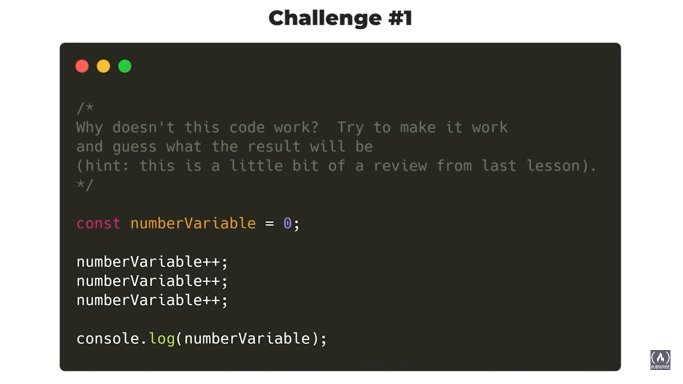 Challenge #1
/*
Why doesn't this code work?  Try to make it work
and guess what the result will be
(hint: this is a little bit of a review from last lesson).
*/
const numberVariable = 0;
numberVariable++;
numberVariable++;
numberVariable++;
console.log(numberVariable);
SUBSCRIBE